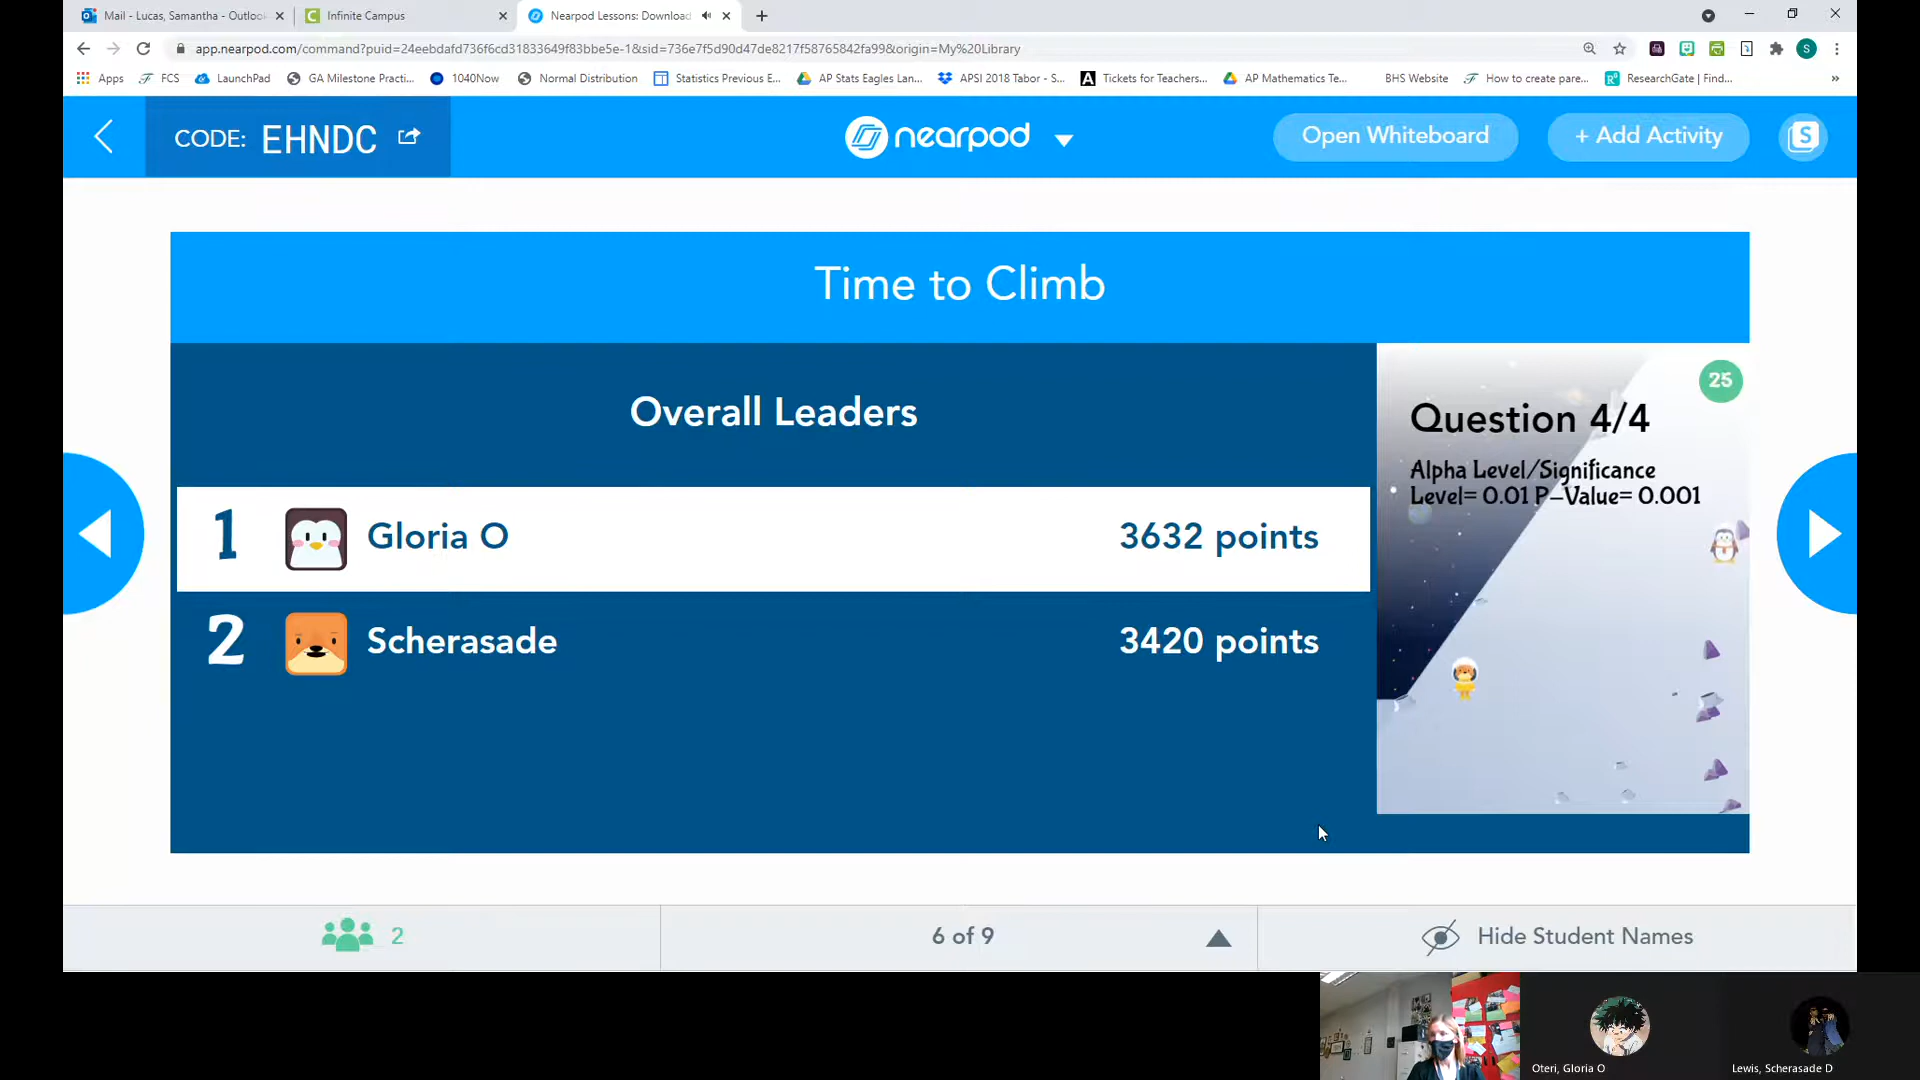 Mail - Lucas, Samantha - Outlook
Infinite Campus
Nearpod Lessons: Download
app.nearpod.com/command?puid=24eebdafd736f6cd31833649f83bbe5e-1&sid=736e7f5d90d47de8217f58765842fa99&origin=My%20Library
S
Apps
FCS
LaunchPad
GA Milestone Practi...
1040Now
Normal Distribution
Statistics Previous E...
AP Stats Eagles Lan...
APSI 2018 Tabor - S...
A
Tickets for Teachers...
AP Mathematics Te...
BHS Website
How to create pare...
ResearchGate | Find...
CODE: EHNDC
nearpod
Open Whiteboard
+ Add Activity
S
Time to Climb
Overall Leaders
1 Gloria O 3632 points
2 Scherasade 3420 points
25
Question 4/4
Alpha Level/Significance
Level= 0.01 P-Value= 0.001
2
6 of 9
Hide Student Names
Oteri, Gloria O
Lewis, Scherasade D